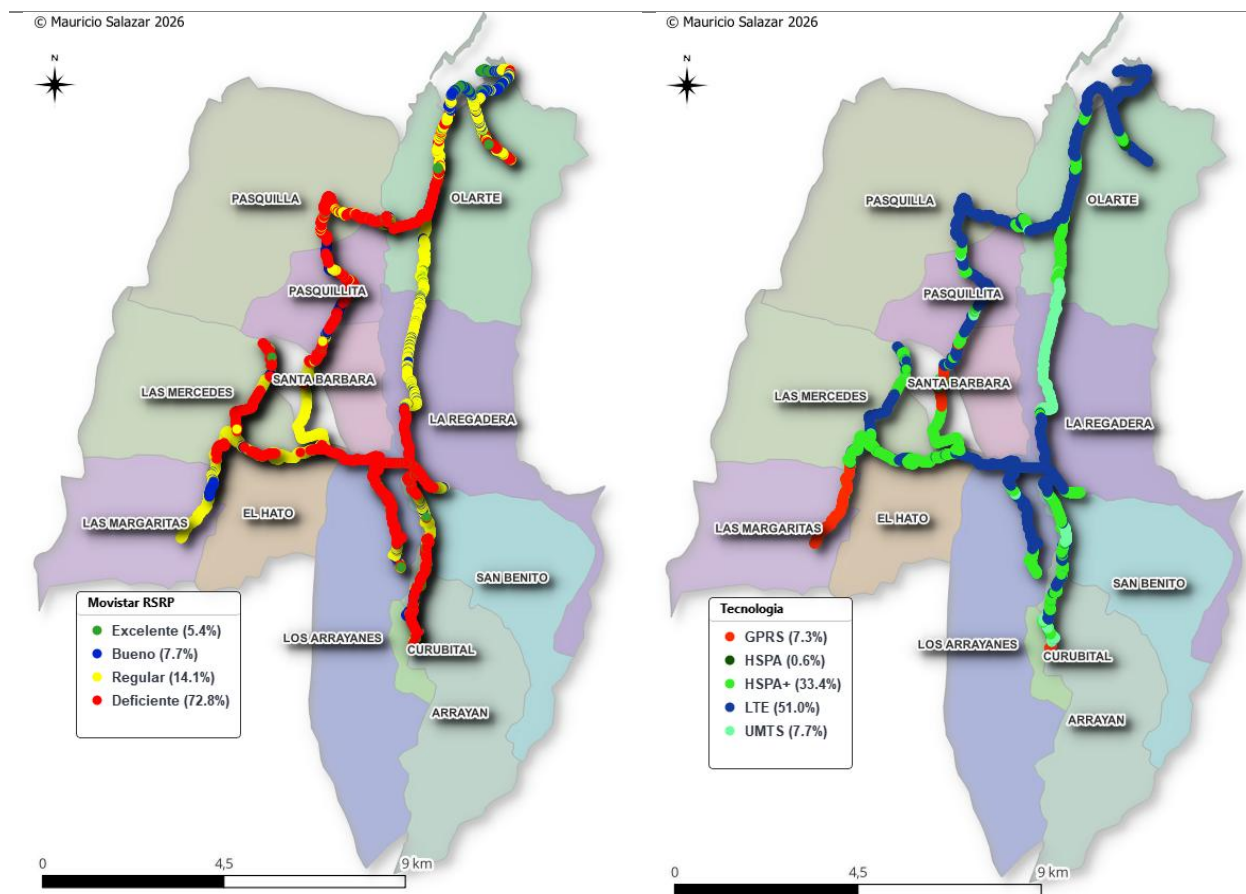 © Mauricio Salazar 2026
N
PASQUILLA
OLARTE
PASQUILLITA
SANTA BARBARA
LAS MERCEDES
LA REGADERA
EL HATO
LAS MARGARITAS
SAN BENITO
LOS ARRAYANES
CURUBITAL
ARRAYAN
Movistar RSRP
Excelente (5.4%)
Bueno (7.7%)
Regular (14.1%)
Deficiente (72.8%)
0 4,5 9 km
© Mauricio Salazar 2026
N
PASQUILLA
OLARTE
PASQUILLITA
SANTA BARBARA
LAS MERCEDES
LA REGADERA
EL HATO
LAS MARGARITAS
SAN BENITO
LOS ARRAYANES
CURUBITAL
ARRAYAN
Tecnologia
GPRS (7.3%)
HSPA (0.6%)
HSPA+ (33.4%)
LTE (51.0%)
UMTS (7.7%)
0 4,5 9 km